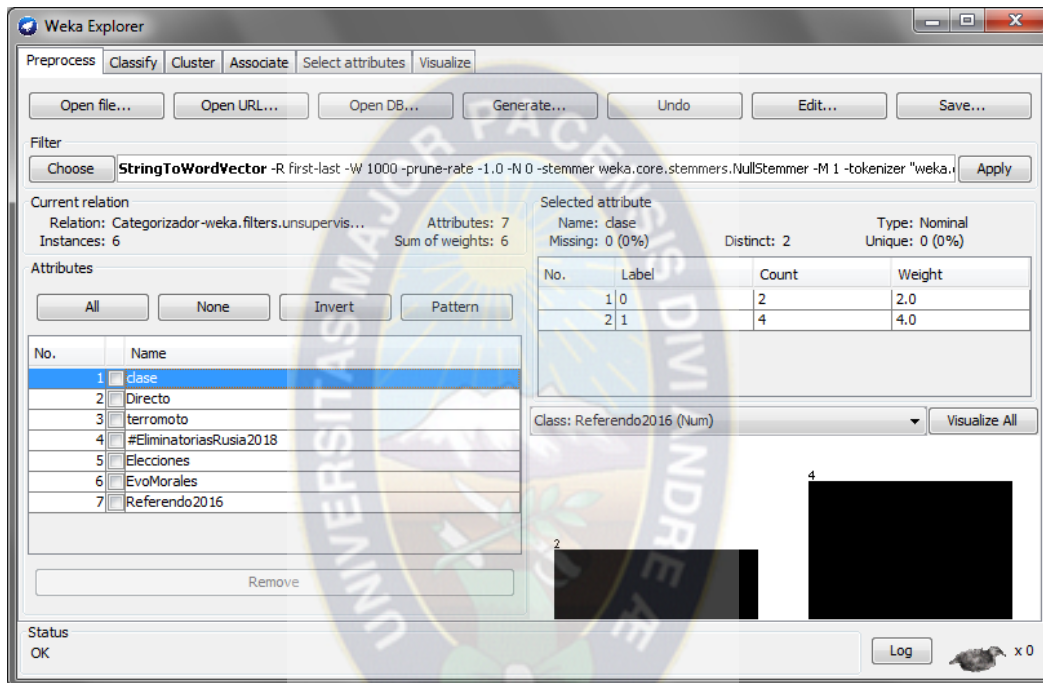 Weka Explorer
Preprocess Classify Cluster Associate Select attributes Visualize
Open file... Open URL... Open DB... Generate... Undo Edit... Save...
Filter
Choose StringToWordVector -R first-last -W 1000 -prune-rate -1.0 -N 0 -stemmer weka.core.stemmers.NullStemmer -M 1 -tokenizer "weka. Apply
Current relation
Relation: Categorizador-weka.filters.unsupervis... Attributes: 7
Instances: 6 Sum of weights: 6
Selected attribute
Name: clase Type: Nominal
Missing: 0 (0%) Distinct: 2 Unique: 0 (0%)
Attributes
All None Invert Pattern
No. Name
1 clase
2 Directo
3 terromoto
4 #EliminatoriasRusia2018
5 Elecciones
6 EvoMorales
7 Referendo2016
Remove
No. Label Count Weight
1 0 2 2.0
2 1 4 4.0
Class: Referendo2016 (Num) Visualize All
2
4
Status
OK
Log x 0
UNIVERSITAS MAJOR PACENSIS DIVI ANDRE Æ